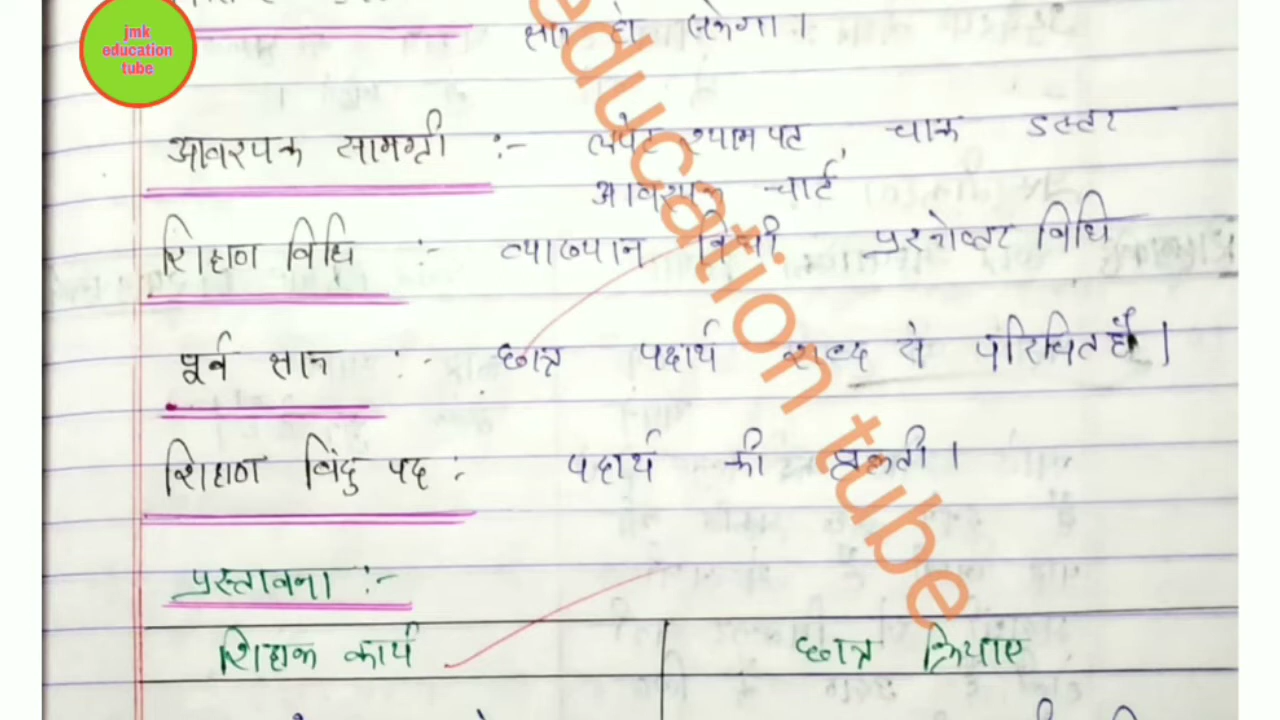 jmk
education
tube
ज्ञान हो सकेगा।
आवश्यक सामग्री :- लपेट श्यामपट, चाक डस्टर
आवश्यक चार्ट
शिक्षण विधि :- व्याख्यान विधी प्रश्नोत्तर विधि
पूर्व ज्ञान :- छात्र पदार्थ शब्द से परिचित है।
शिक्षण बिंदु पद :- पदार्थ की प्रकृती।
प्रस्तावना :-
शिक्षक कार्य छात्र क्रियाए
education tube